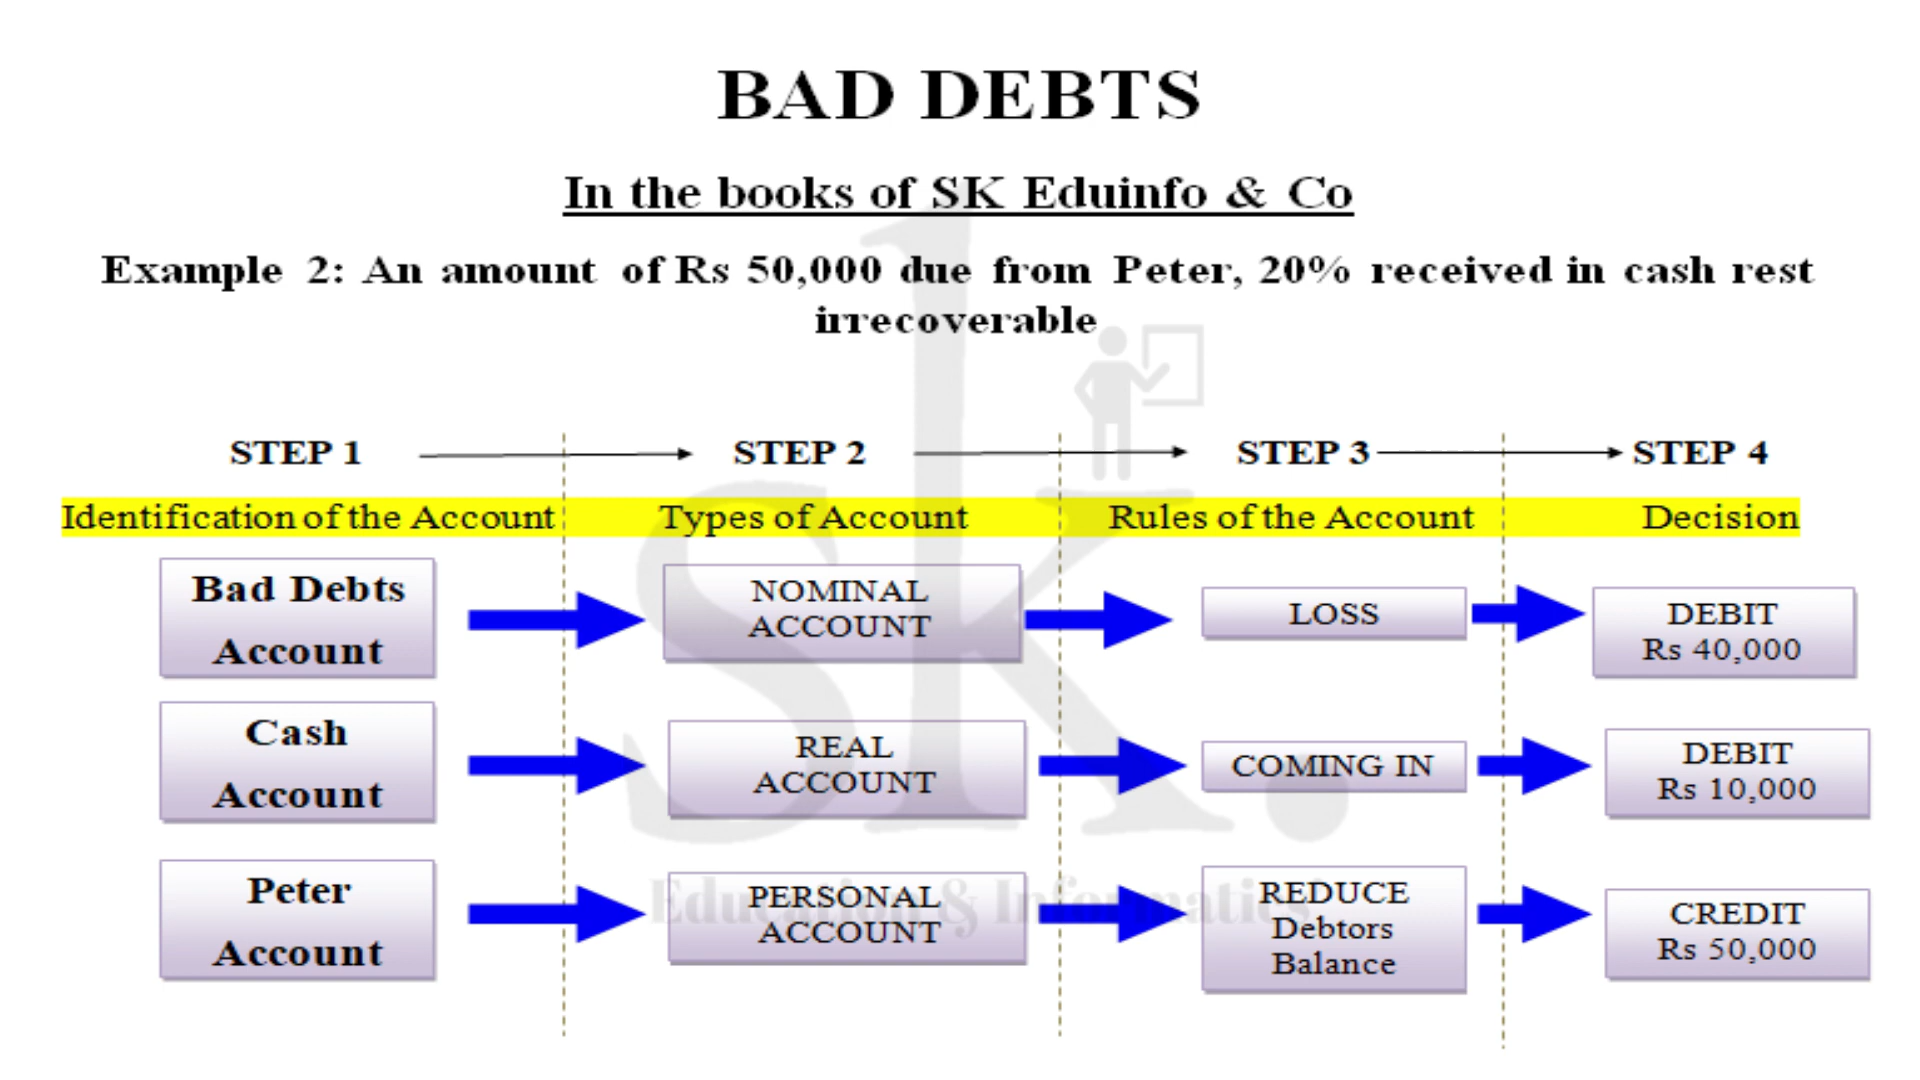 BAD DEBTS
In the books of SK Eduinfo & Co
Example 2: An amount of Rs 50,000 due from Peter, 20% received in cash rest
irrecoverable
STEP 1
STEP 2
STEP 3
STEP 4
Identification of the Account
Types of Account
Rules of the Account
Decision
Bad Debts
Account
NOMINAL
ACCOUNT
LOSS
DEBIT
Rs 40,000
Cash
Account
REAL
ACCOUNT
COMING IN
DEBIT
Rs 10,000
Peter
Account
PERSONAL
ACCOUNT
REDUCE
Debtors
Balance
CREDIT
Rs 50,000
sk.
Education & Informatics